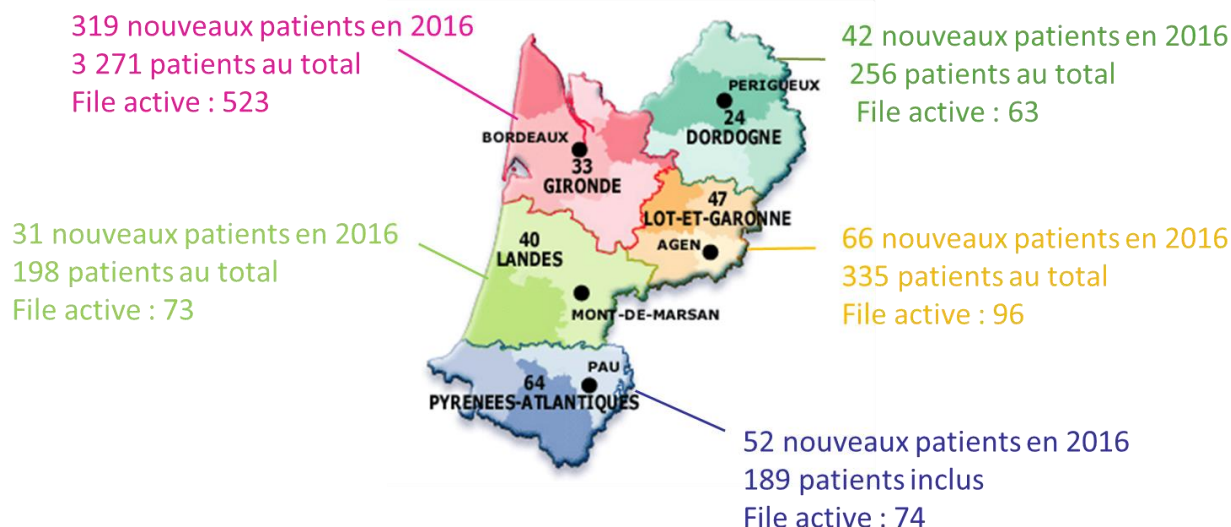 319 nouveaux patients en 2016
3 271 patients au total
File active : 523
42 nouveaux patients en 2016
256 patients au total
File active : 63
PERIGUEUX
24
DORDOGNE
BORDEAUX
33
GIRONDE
47
LOT-ET-GARONNE
AGEN
31 nouveaux patients en 2016
198 patients au total
File active : 73
40
LANDES
MONT-DE-MARSAN
66 nouveaux patients en 2016
335 patients au total
File active : 96
PAU
64
PYRENEES-ATLANTIQUES
52 nouveaux patients en 2016
189 patients inclus
File active : 74